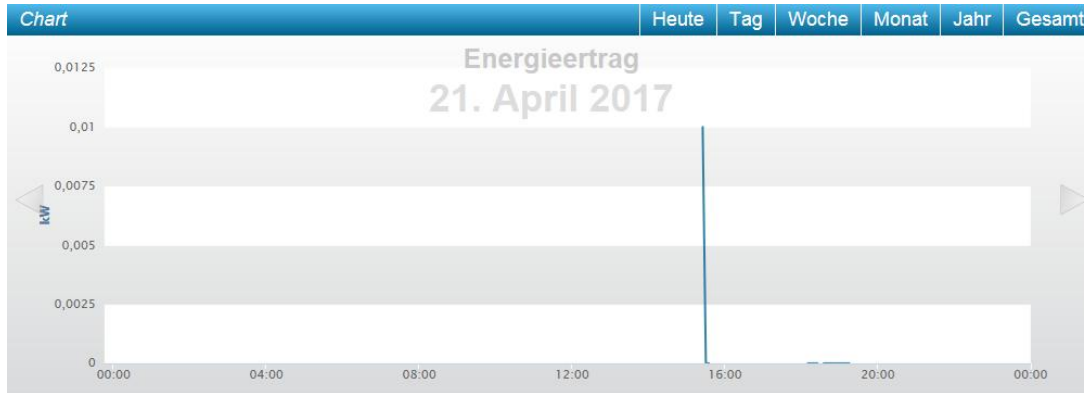 Chart Heute Tag Woche Monat Jahr Gesamt
Energieertrag
21. April 2017
0,0125
0,01
0,0075
kW
0,005
0,0025
0
00:00 04:00 08:00 12:00 16:00 20:00 00:00